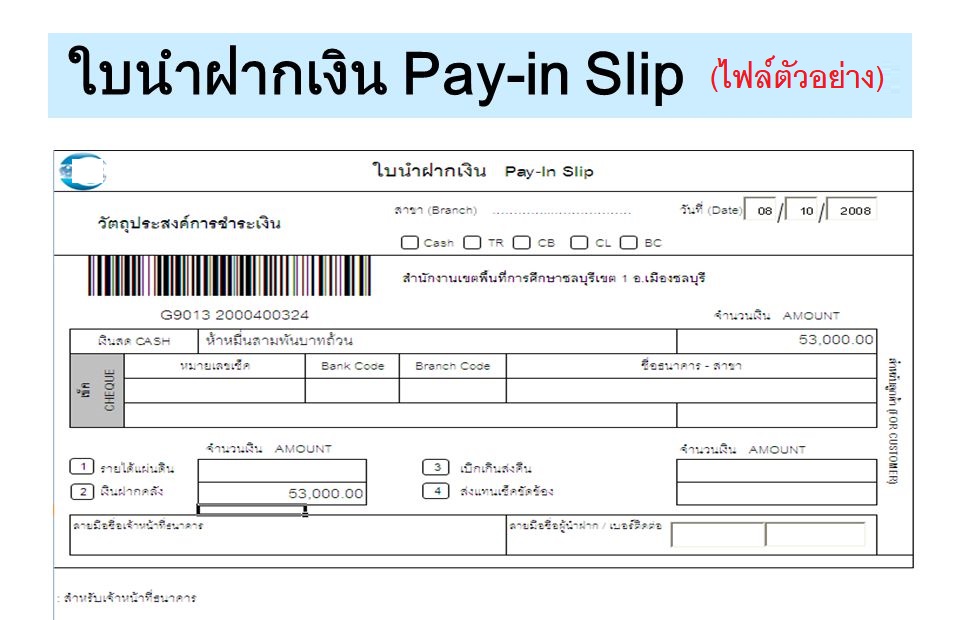 ใบนำฝากเงิน Pay-in Slip (ไฟล์ตัวอย่าง)
ใบนำฝากเงิน Pay-In Slip
วัตถุประสงค์การชำระเงิน
สาขา (Branch) ................................ วันที่ (Date) 08 / 10 / 2008
Cash TR CB CL BC
สำนักงานเขตพื้นที่การศึกษาชลบุรีเขต 1 อ.เมืองชลบุรี
G9013 2000400324
จำนวนเงิน AMOUNT
เงินสด CASH ห้าหมื่นสามพันบาทถ้วน 53,000.00
เช็ค CHEQUE
หมายเลขเช็ค Bank Code Branch Code ชื่อธนาคาร - สาขา
สำหรับลูกค้า (FOR CUSTOMER)
จำนวนเงิน AMOUNT จำนวนเงิน AMOUNT
1 รายได้แผ่นดิน 3 เบิกเกินส่งคืน
2 เงินฝากคลัง 53,000.00 4 ส่งแทนเช็คขัดข้อง
ลายมือชื่อเจ้าหน้าที่ธนาคาร ลายมือชื่อผู้นำฝาก / เบอร์ติดต่อ
: สำหรับเจ้าหน้าที่ธนาคาร